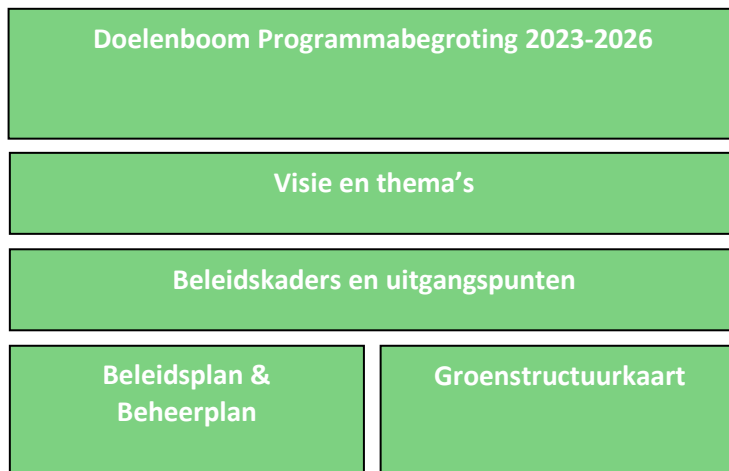 Doelenboom Programmabegroting 2023-2026
Visie en thema's
Beleidskaders en uitgangspunten
Beleidsplan &
Beheerplan
Groenstructuurkaart